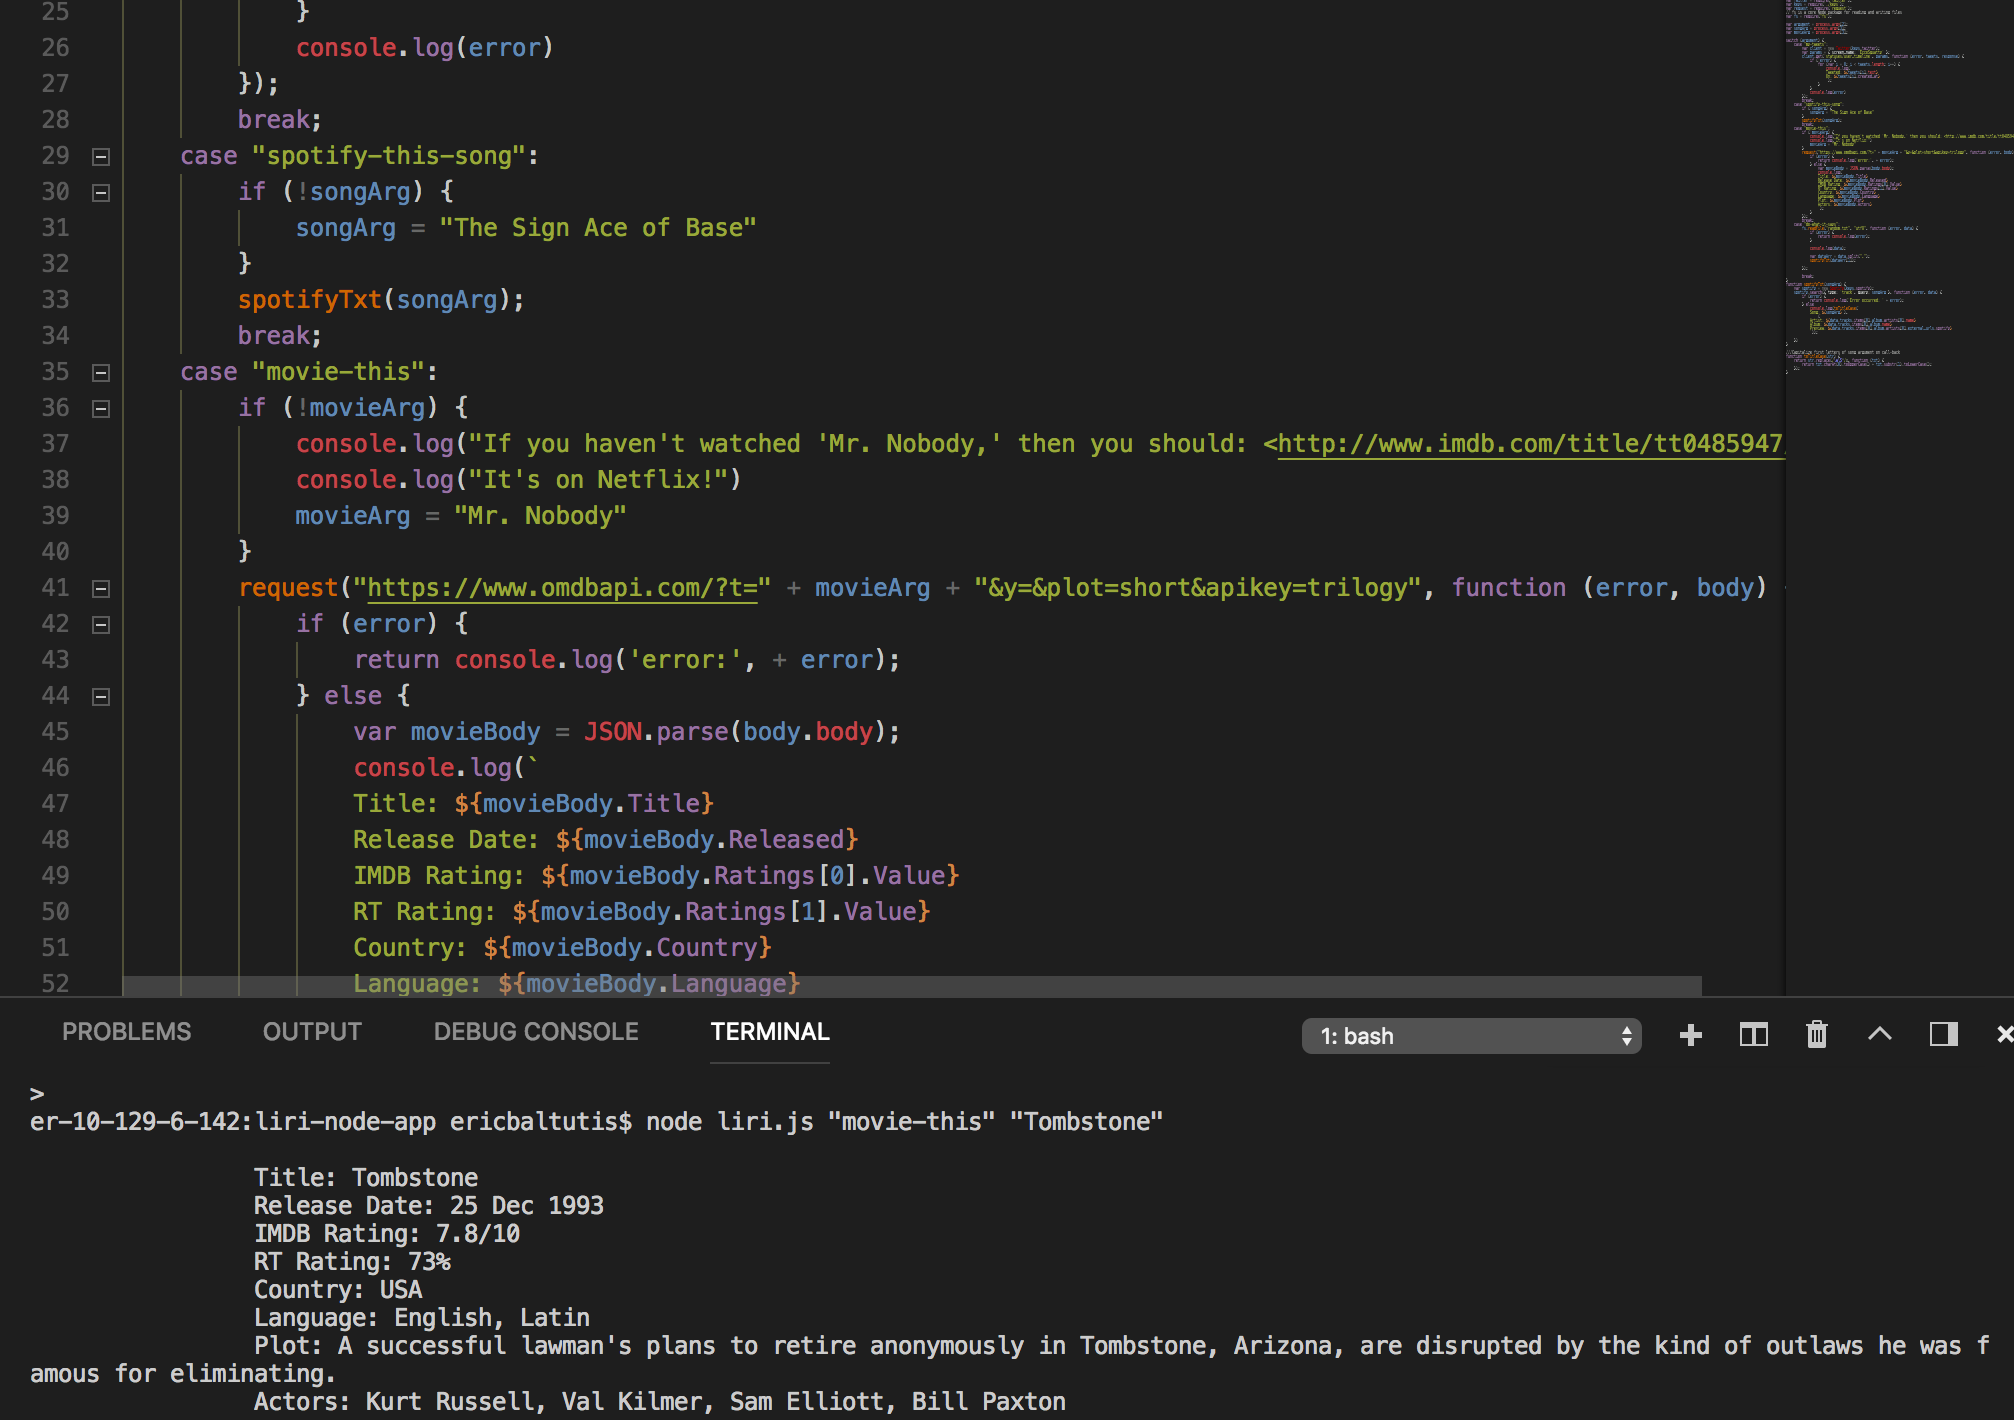 25 }
26 console.log(error)
27 });
28 break;
29 case "spotify-this-song":
30 if (!songArg) {
31 songArg = "The Sign Ace of Base"
32 }
33 spotifyTxt(songArg);
34 break;
35 case "movie-this":
36 if (!movieArg) {
37 console.log("If you haven't watched 'Mr. Nobody,' then you should: <http://www.imdb.com/title/tt0485947/
38 console.log("It's on Netflix!")
39 movieArg = "Mr. Nobody"
40 }
41 request("https://www.omdbapi.com/?t=" + movieArg + "&y=&plot=short&apikey=trilogy", function (error, body)
42 if (error) {
43 return console.log('error:', + error);
44 } else {
45 var movieBody = JSON.parse(body.body);
46 console.log(`
47 Title: ${movieBody.Title}
48 Release Date: ${movieBody.Released}
49 IMDB Rating: ${movieBody.Ratings[0].Value}
50 RT Rating: ${movieBody.Ratings[1].Value}
51 Country: ${movieBody.Country}
52 Language: ${movieBody.Language}
PROBLEMS OUTPUT DEBUG CONSOLE TERMINAL 1: bash
>
er-10-129-6-142:liri-node-app ericbaltutis$ node liri.js "movie-this" "Tombstone"
Title: Tombstone
Release Date: 25 Dec 1993
IMDB Rating: 7.8/10
RT Rating: 73%
Country: USA
Language: English, Latin
Plot: A successful lawman's plans to retire anonymously in Tombstone, Arizona, are disrupted by the kind of outlaws he was f
amous for eliminating.
Actors: Kurt Russell, Val Kilmer, Sam Elliott, Bill Paxton